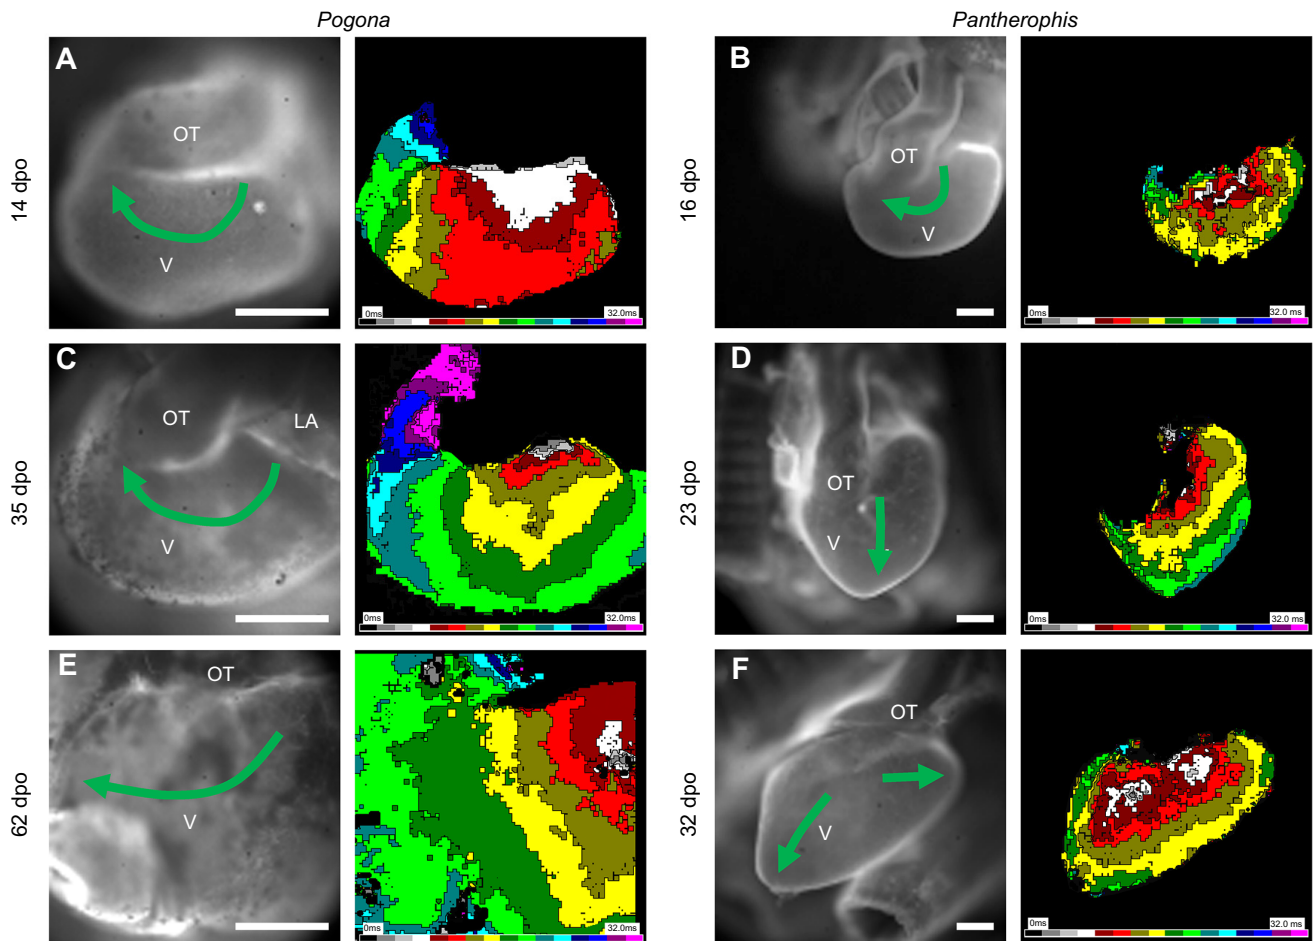 Pogona
Pantherophis
14 dpo
A
OT
V
0ms
32.0ms
16 dpo
B
OT
V
0ms
32.0 ms
35 dpo
C
OT
LA
V
0ms
32.0ms
23 dpo
D
OT
V
0ms
32.0 ms
62 dpo
E
OT
V
0ms
32.0ms
32 dpo
F
OT
V
0ms
32.0 ms